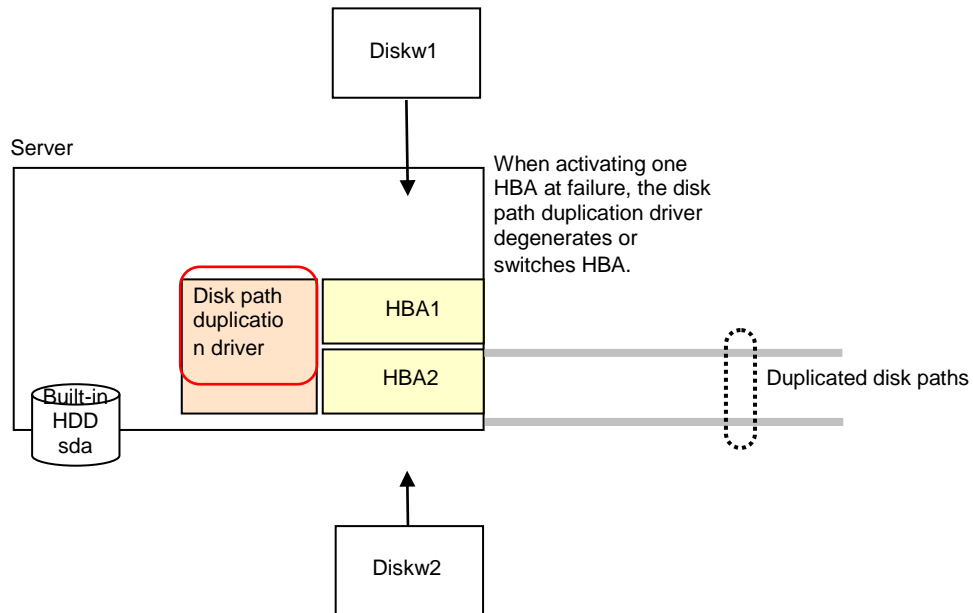 Diskw1
Server
When activating one
HBA at failure, the disk
path duplication driver
degenerates or
switches HBA.
Disk path
duplicatio
n driver
HBA1
HBA2
Duplicated disk paths
Built-in
HDD
sda
Diskw2